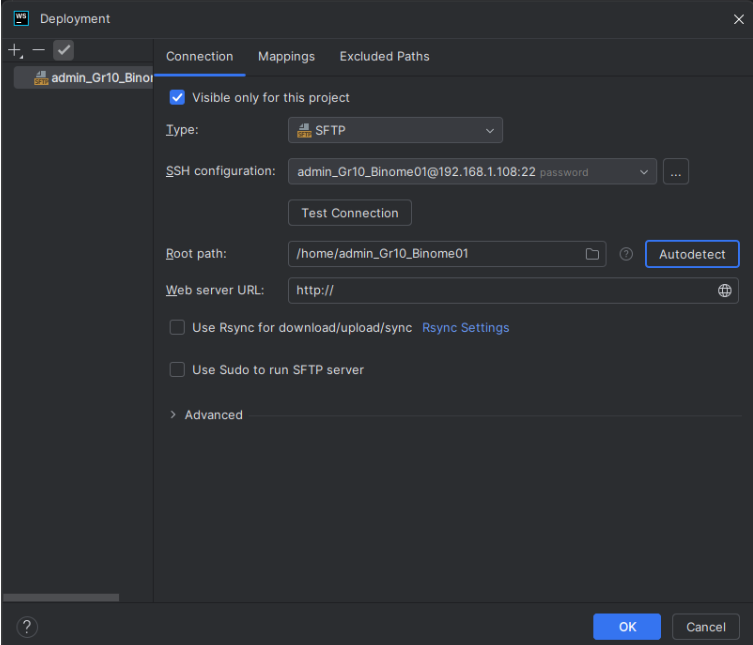 WS
Deployment
admin_Gr10_Binor
Connection Mappings Excluded Paths
Visible only for this project
Type: SFTP
SSH configuration: admin_Gr10_Binome01@192.168.1.108:22 password ...
Test Connection
Root path: /home/admin_Gr10_Binome01 ? Autodetect
Web server URL: http://
Use Rsync for download/upload/sync Rsync Settings
Use Sudo to run SFTP server
Advanced
? OK Cancel